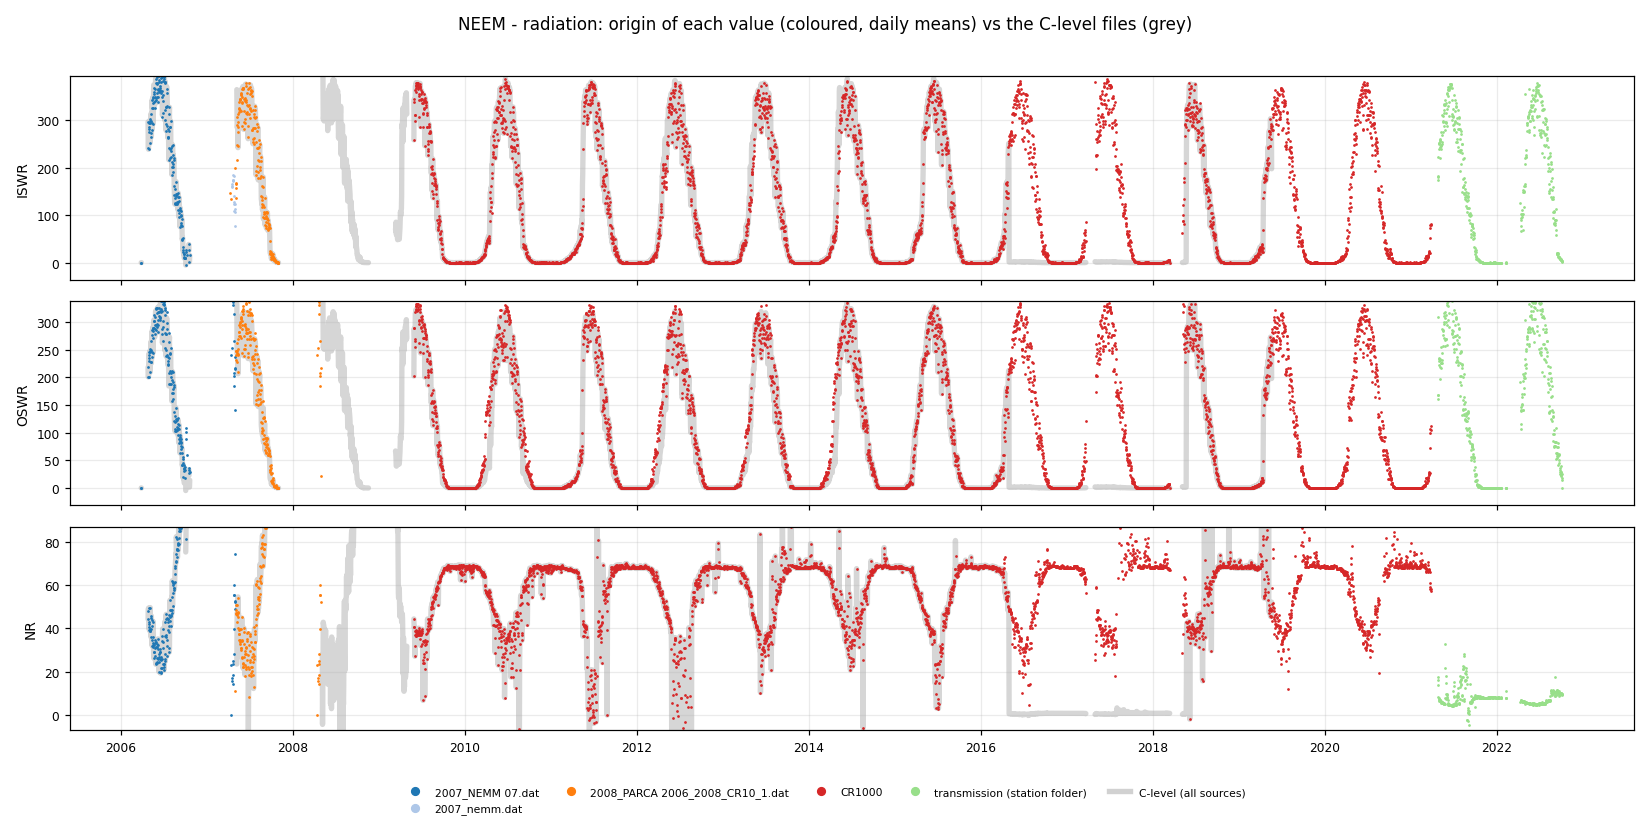 NEEM - radiation: origin of each value (coloured, daily means) vs the C-level files (grey)
ISWR
300
200
100
0
OSWR
300
250
200
150
100
50
0
NR
80
60
40
20
0
2006 2008 2010 2012 2014 2016 2018 2020 2022
2007_NEMM 07.dat 2008_PARCA 2006_2008_CR10_1.dat CR1000 transmission (station folder) C-level (all sources)
2007_nemm.dat